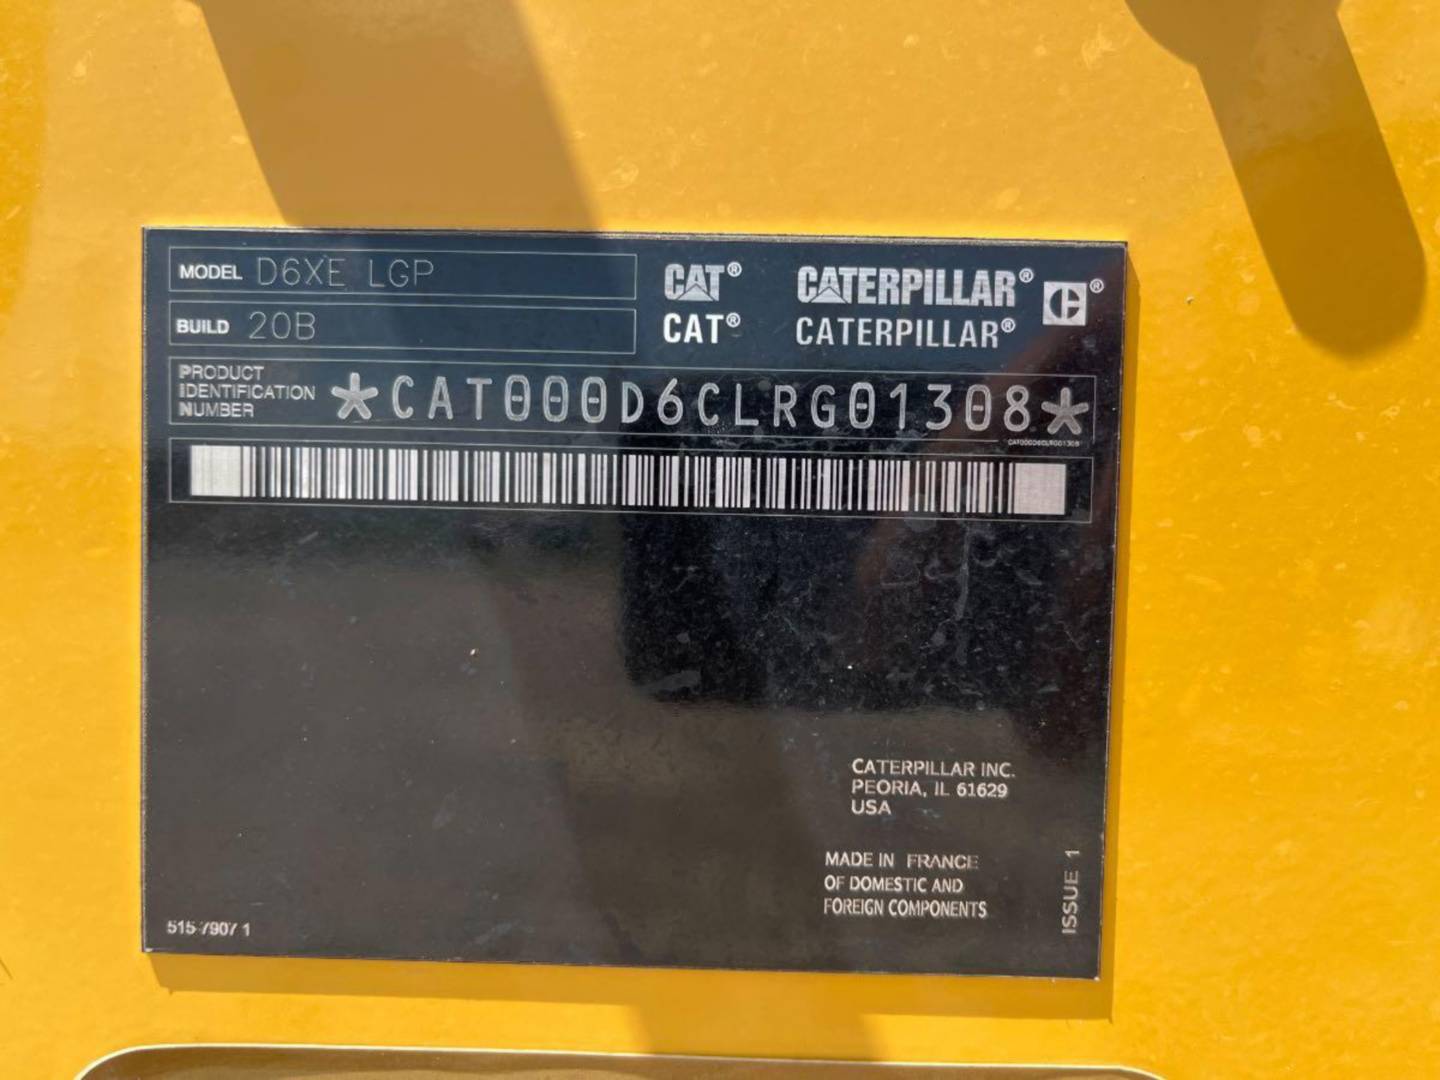 MODEL D6XE LGP
CAT® CATERPILLAR® ®
BUILD 20B
CAT® CATERPILLAR®
PRODUCT
IDENTIFICATION
NUMBER
*CAT000D6CLRG01308*
CAT000D6CLRG01308
CATERPILLAR INC.
PEORIA, IL 61629
USA
MADE IN FRANCE
OF DOMESTIC AND
FOREIGN COMPONENTS
ISSUE 1
515-7907 1